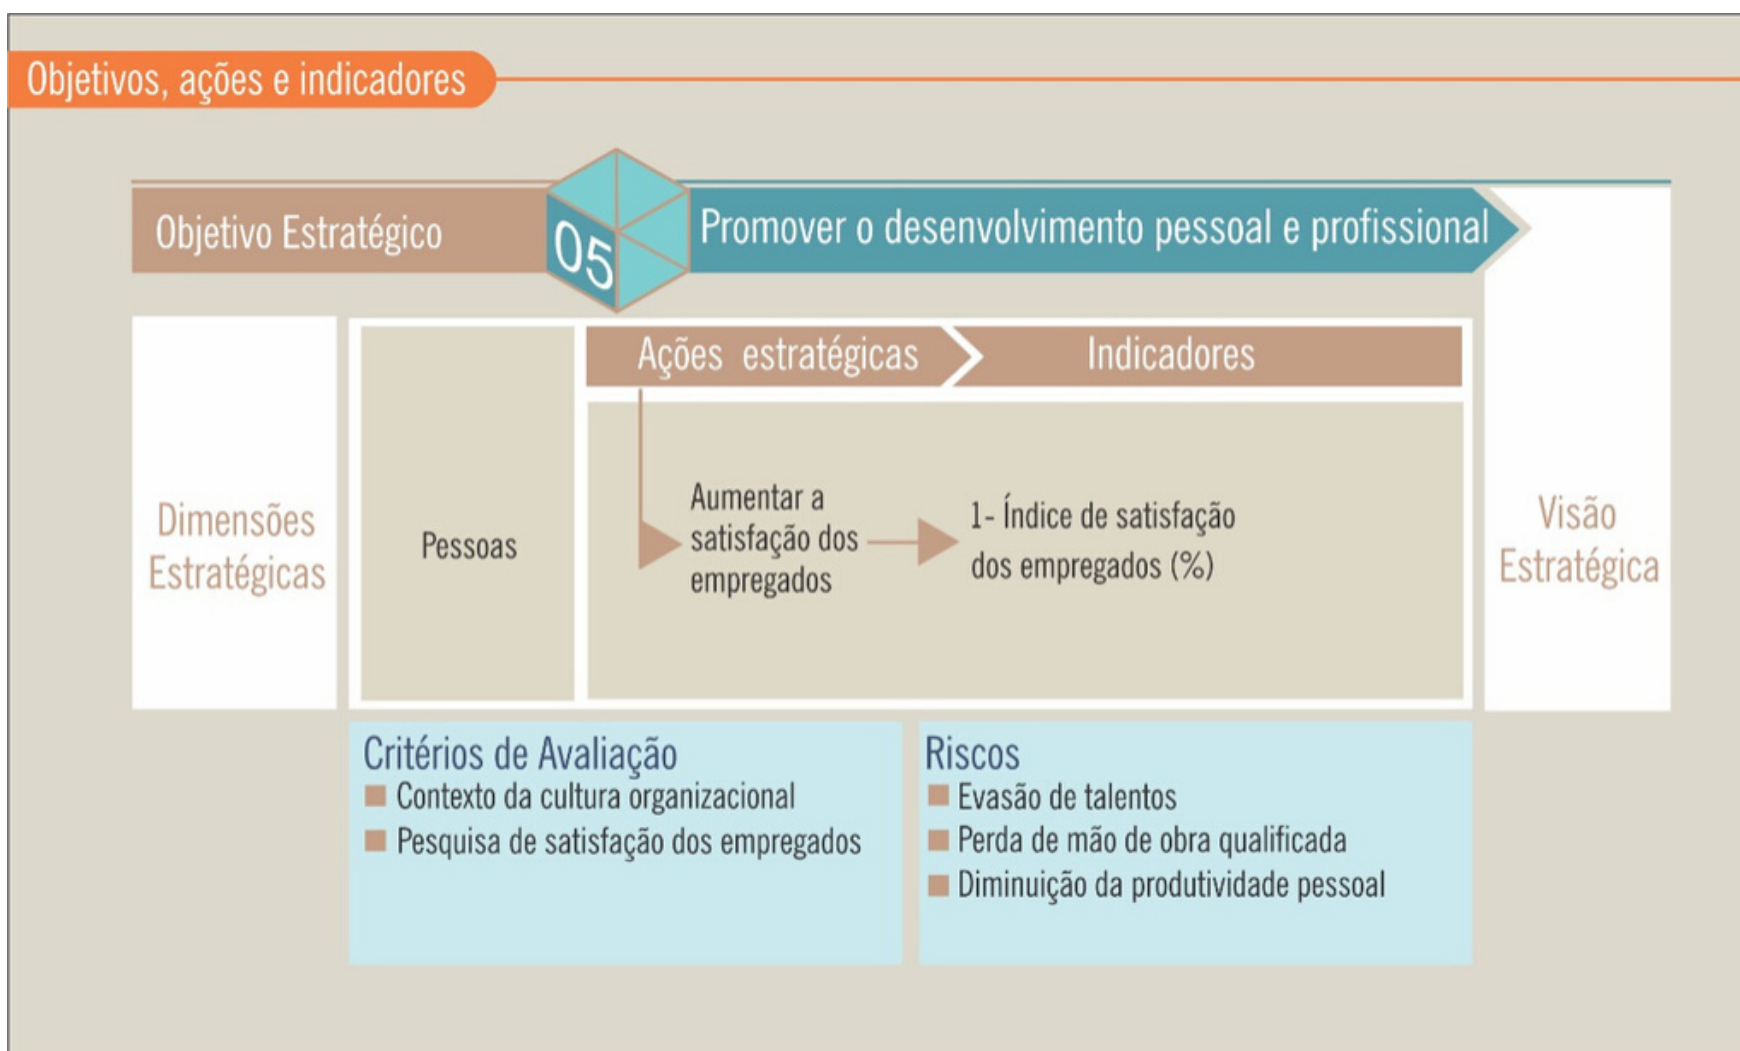 Objetivos, ações e indicadores
Objetivo Estratégico
05
Promover o desenvolvimento pessoal e profissional
Dimensões
Estratégicas
Pessoas
Ações estratégicas
Indicadores
Aumentar a
satisfação dos
empregados
1- Índice de satisfação
dos empregados (%)
Visão
Estratégica
Critérios de Avaliação
Contexto da cultura organizacional
Pesquisa de satisfação dos empregados
Riscos
Evasão de talentos
Perda de mão de obra qualificada
Diminuição da produtividade pessoal